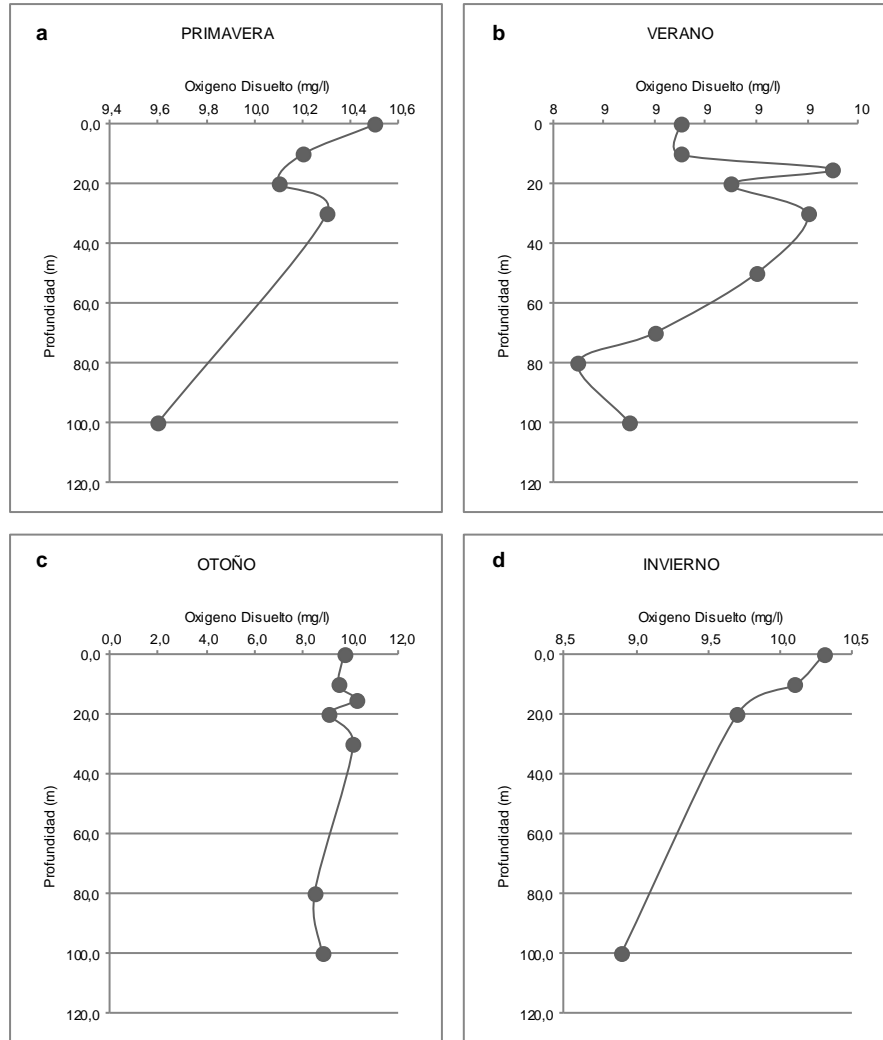 a
PRIMAVERA
Oxigeno Disuelto (mg/l)
9,4 9,6 9,8 10,0 10,2 10,4 10,6
0,0
20,0
40,0
60,0
80,0
100,0
120,0
Profundidad (m)
b
VERANO
Oxigeno Disuelto (mg/l)
8 9 9 9 9 9 10
0
20
40
60
80
100
120
Profundidad (m)
c
OTOÑO
Oxigeno Disuelto (mg/l)
0,0 2,0 4,0 6,0 8,0 10,0 12,0
0,0
20,0
40,0
60,0
80,0
100,0
120,0
Profundidad (m)
d
INVIERNO
Oxigeno Disuelto (mg/l)
8,5 9,0 9,5 10,0 10,5
0,0
20,0
40,0
60,0
80,0
100,0
120,0
Profundidad (m)